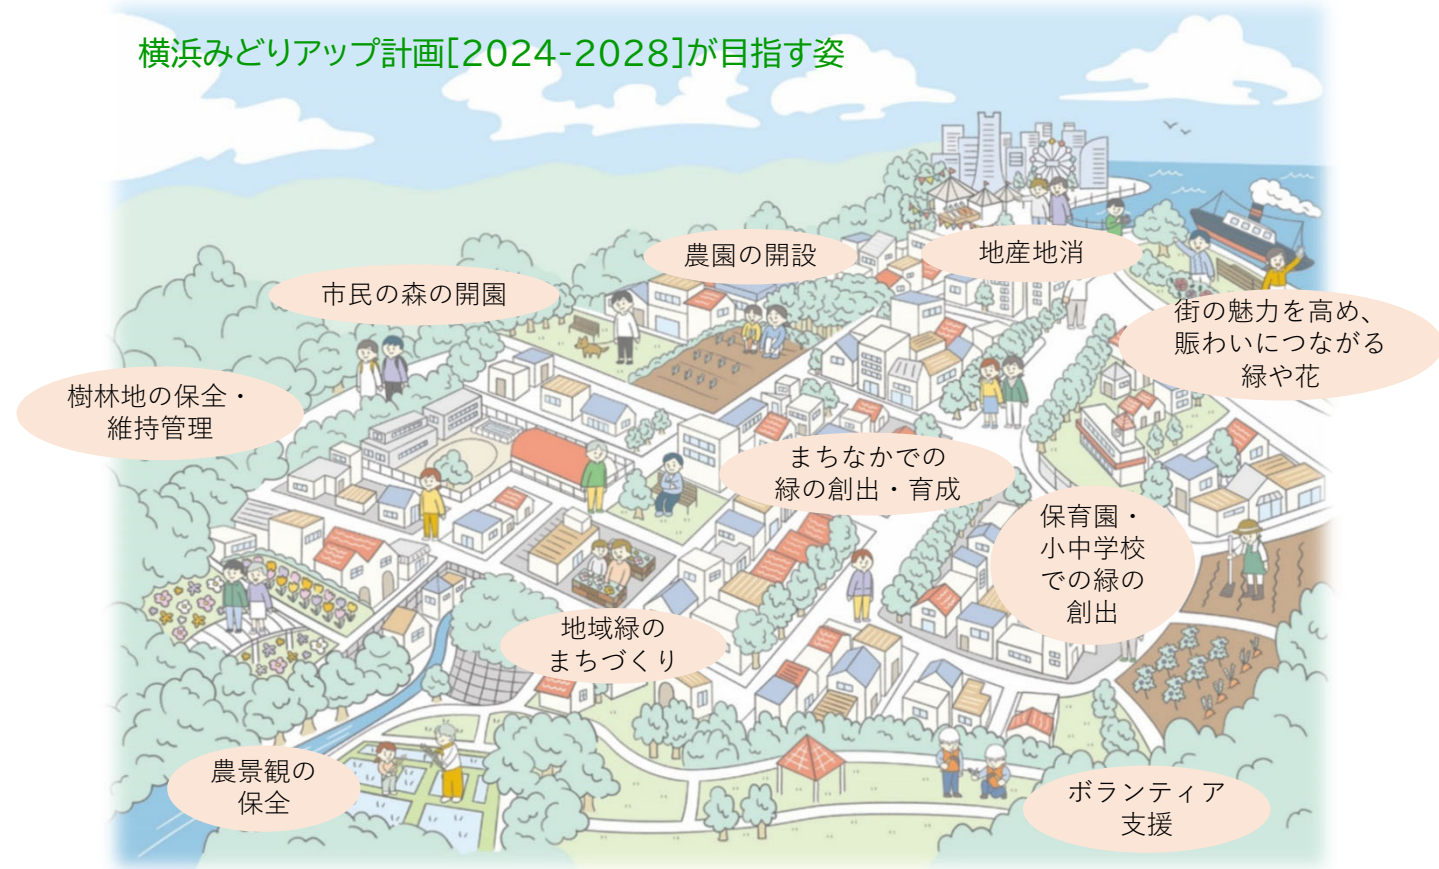 横浜みどりアップ計画[2024-2028]が目指す姿
農園の開設
地産地消
市民の森の開園
街の魅力を高め、
賑わいにつながる
緑や花
樹林地の保全・
維持管理
まちなかでの
緑の創出・育成
保育園・
小中学校
での緑の
創出
地域緑の
まちづくり
農景観の
保全
ボランティア
支援